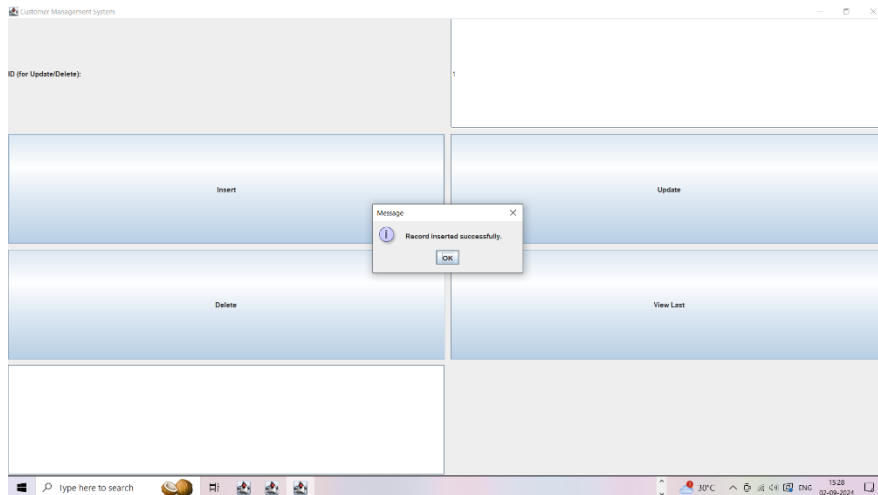 Customer Management System
ID (for Update/Delete):
1
Insert
Update
Message
Record inserted successfully.
OK
Delete
View Last
Type here to search
30°C
ENG
15:28
02-09-2024